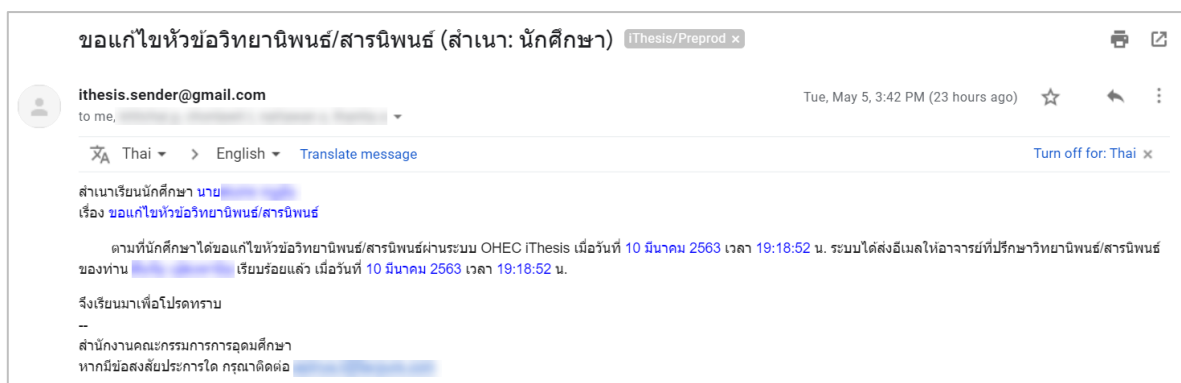 ขอแก้ไขหัวข้อวิทยานิพนธ์/สารนิพนธ์ (สำเนา: นักศึกษา) iThesis/Preprod ×
ithesis.sender@gmail.com Tue, May 5, 3:42 PM (23 hours ago)
to me,
Thai > English Translate message Turn off for: Thai ×
สำเนาเรียนนักศึกษา นาย
เรื่อง ขอแก้ไขหัวข้อวิทยานิพนธ์/สารนิพนธ์
ตามที่นักศึกษาได้ขอแก้ไขหัวข้อวิทยานิพนธ์/สารนิพนธ์ผ่านระบบ OHEC iThesis เมื่อวันที่ 10 มีนาคม 2563 เวลา 19:18:52 น. ระบบได้ส่งอีเมลให้อาจารย์ที่ปรึกษาวิทยานิพนธ์/สารนิพนธ์
ของท่าน เรียบร้อยแล้ว เมื่อวันที่ 10 มีนาคม 2563 เวลา 19:18:52 น.
จึงเรียนมาเพื่อโปรดทราบ
--
สำนักงานคณะกรรมการการอุดมศึกษา
หากมีข้อสงสัยประการใด กรุณาติดต่อ